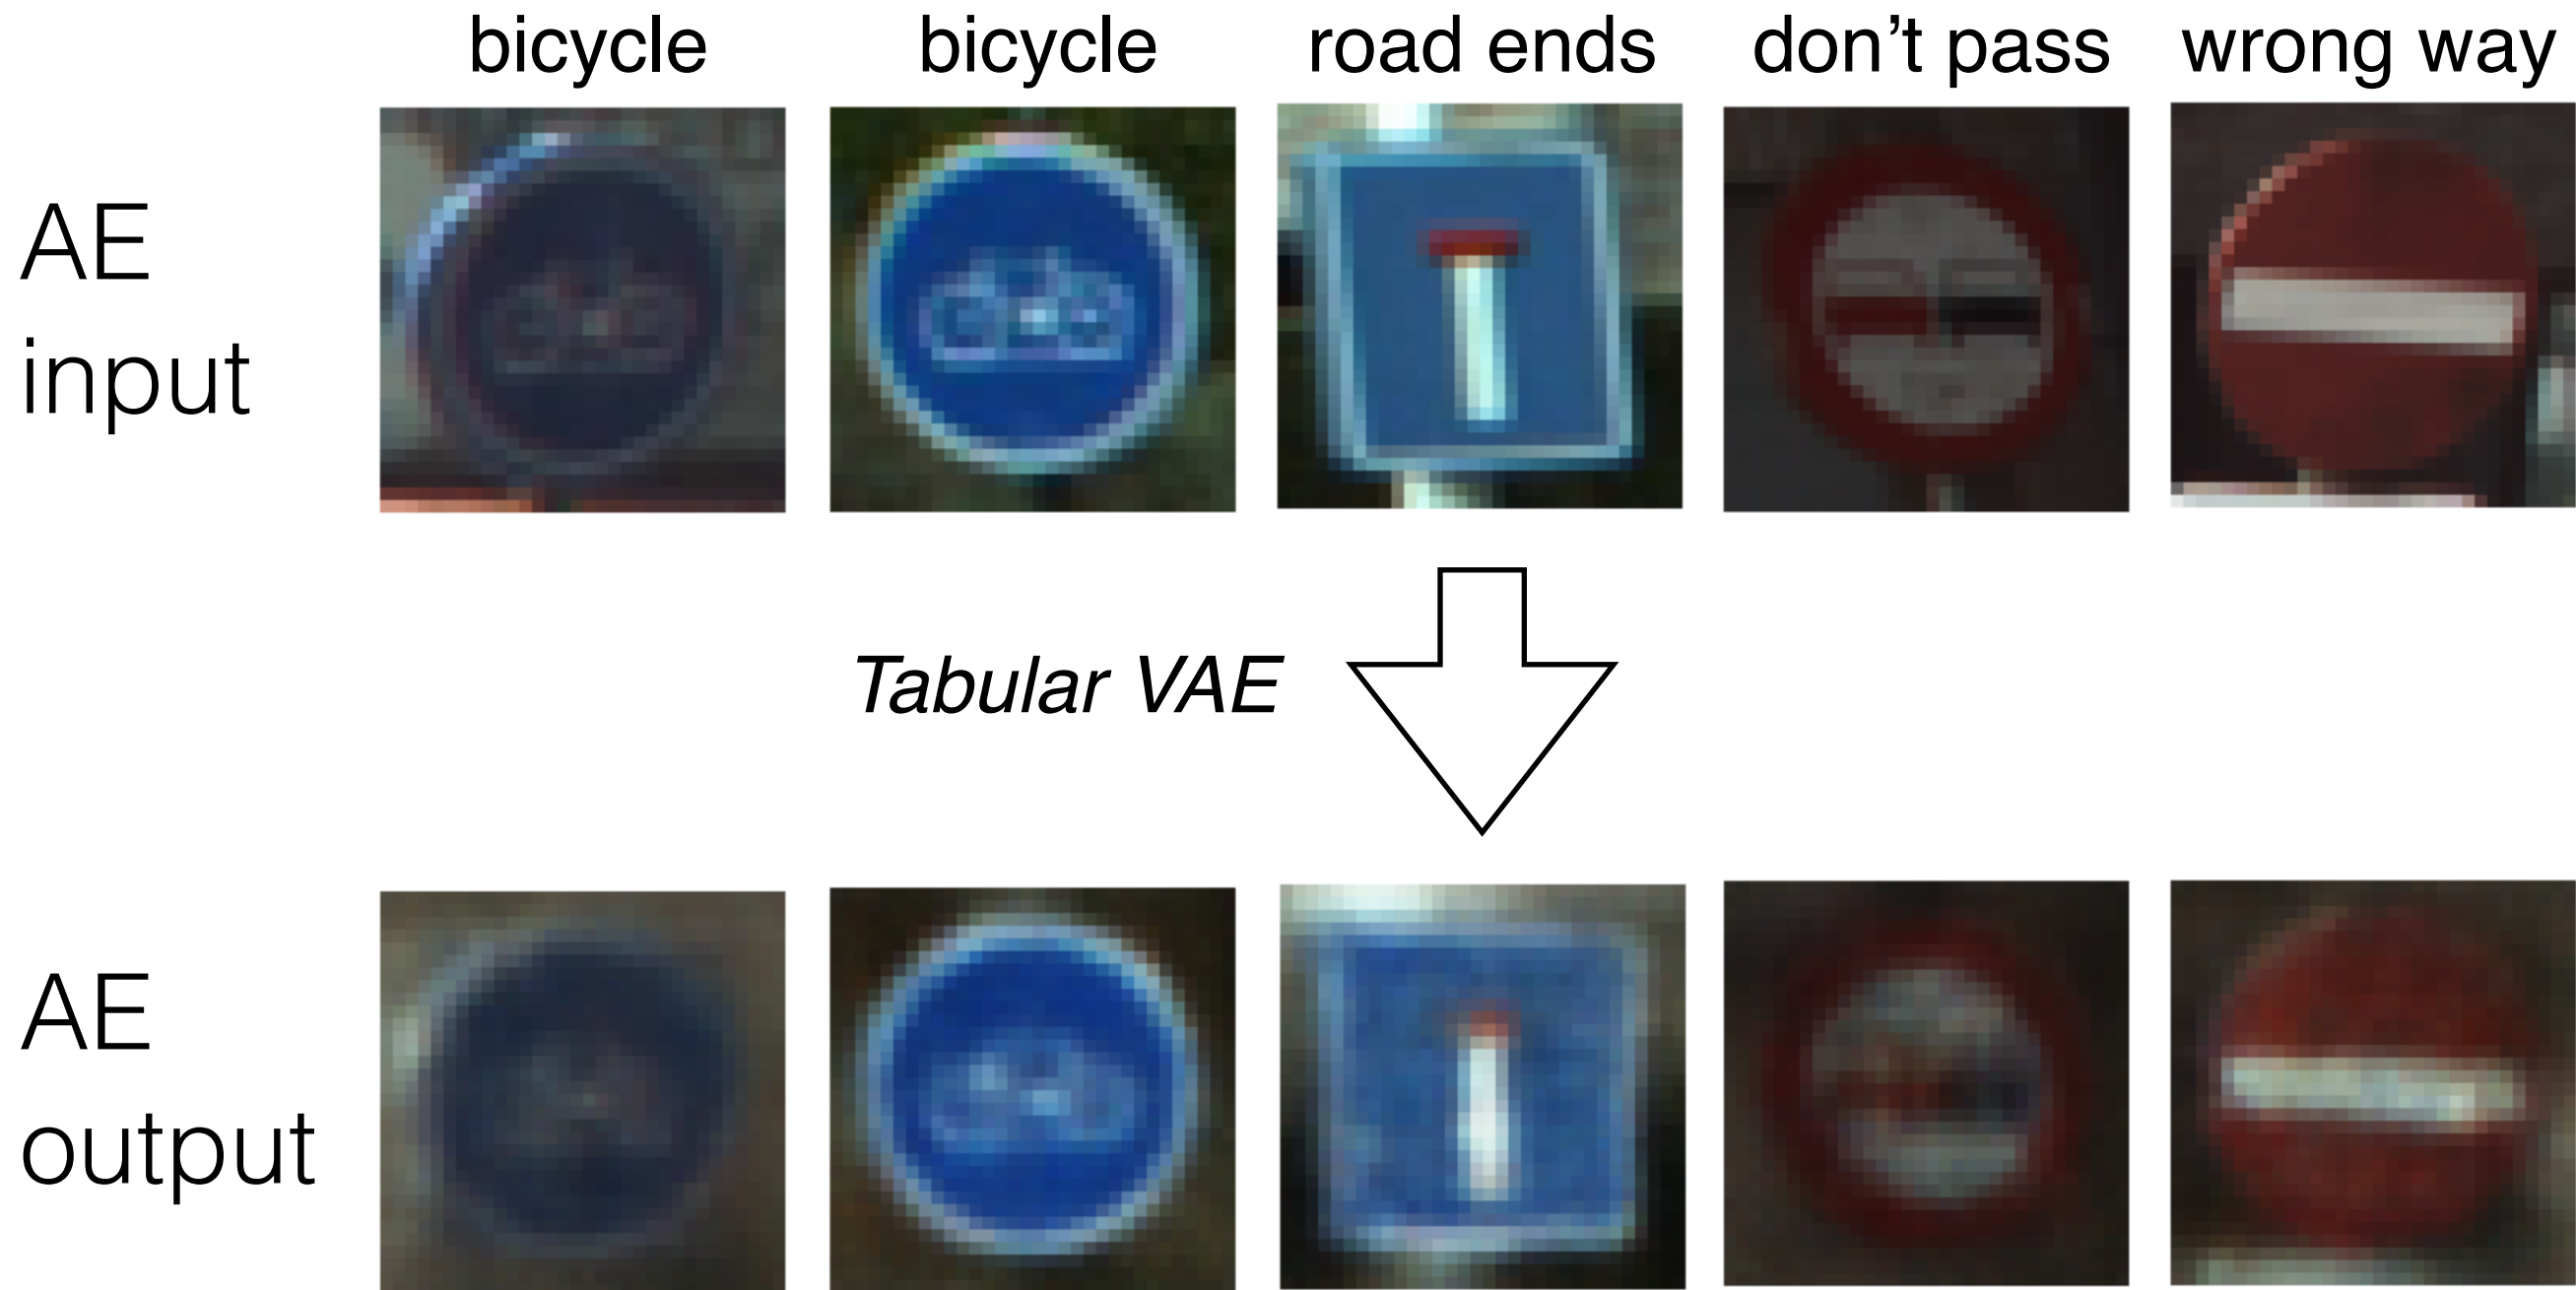 bicycle
bicycle
road ends
don't pass
wrong way
AE
input
Tabular VAE
AE
output